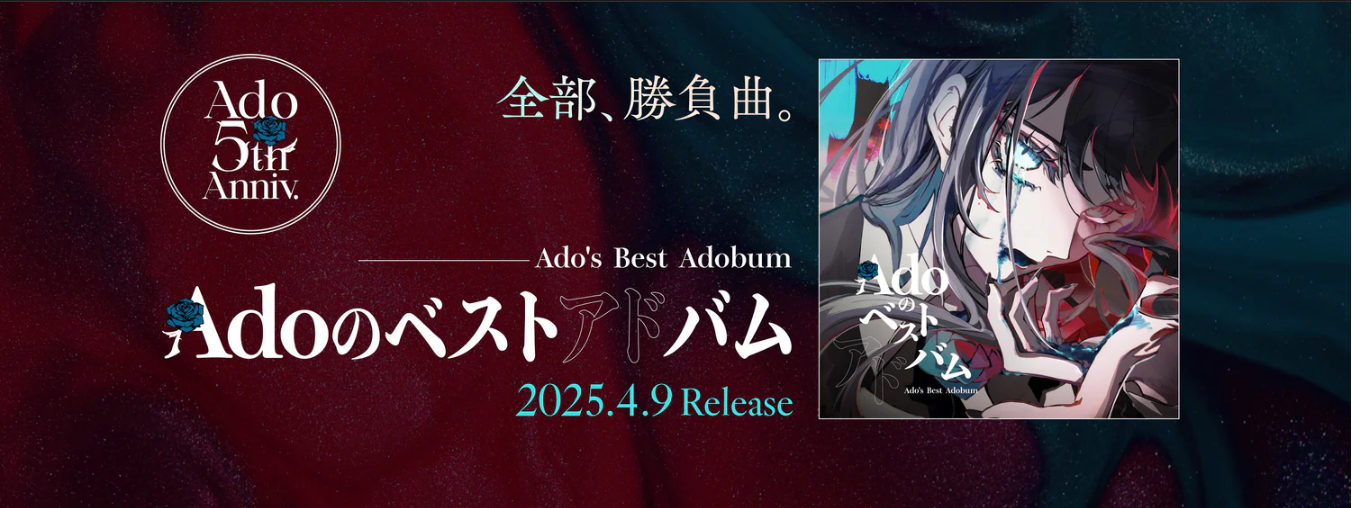 Ado
5th
Anniv.
全部、勝負曲。
Ado's Best Adobum
Adoのベストアドバム
2025.4.9 Release
Ado
の
ベスト
アドバム
Ado's Best Adobum